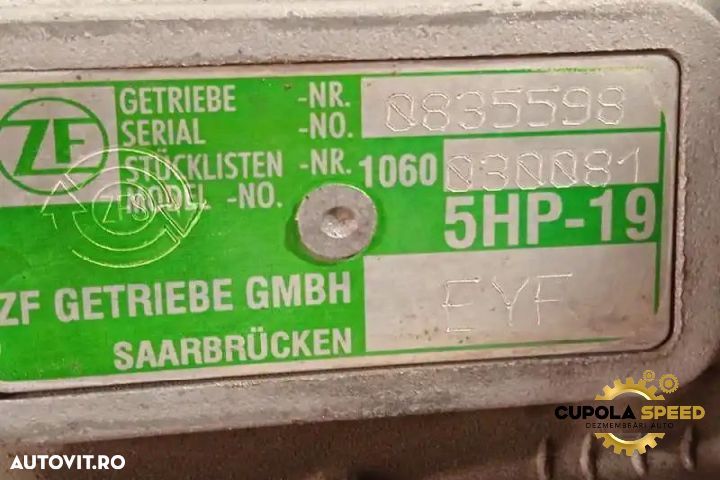 ZF
GETRIEBE -NR. 0835598
SERIAL -NO.
STÜCKLISTEN -NR. 1060 030081
MODEL -NO.
5HP-19
ZF GETRIEBE GMBH EYF
SAARBRÜCKEN
CUPOLA SPEED
DEZMEMBRĂRI AUTO
AUTOVIT.RO